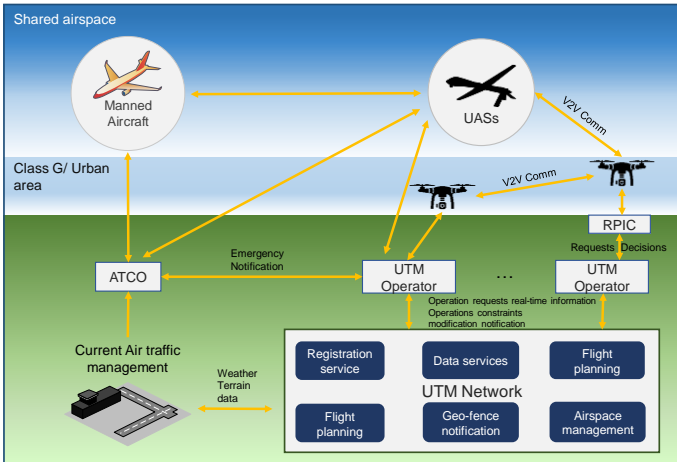 Shared airspace
Manned
Aircraft
UASs
V2V Comm
Class G/ Urban
area
V2V Comm
RPIC
Requests Decisions
Emergency
Notification
ATCO
UTM
Operator
...
UTM
Operator
Operation requests real-time information
Operations constraints
modification notification
Current Air traffic
management
Weather
Terrain
data
Registration
service
Data services
Flight
planning
UTM Network
Flight
planning
Geo-fence
notification
Airspace
management